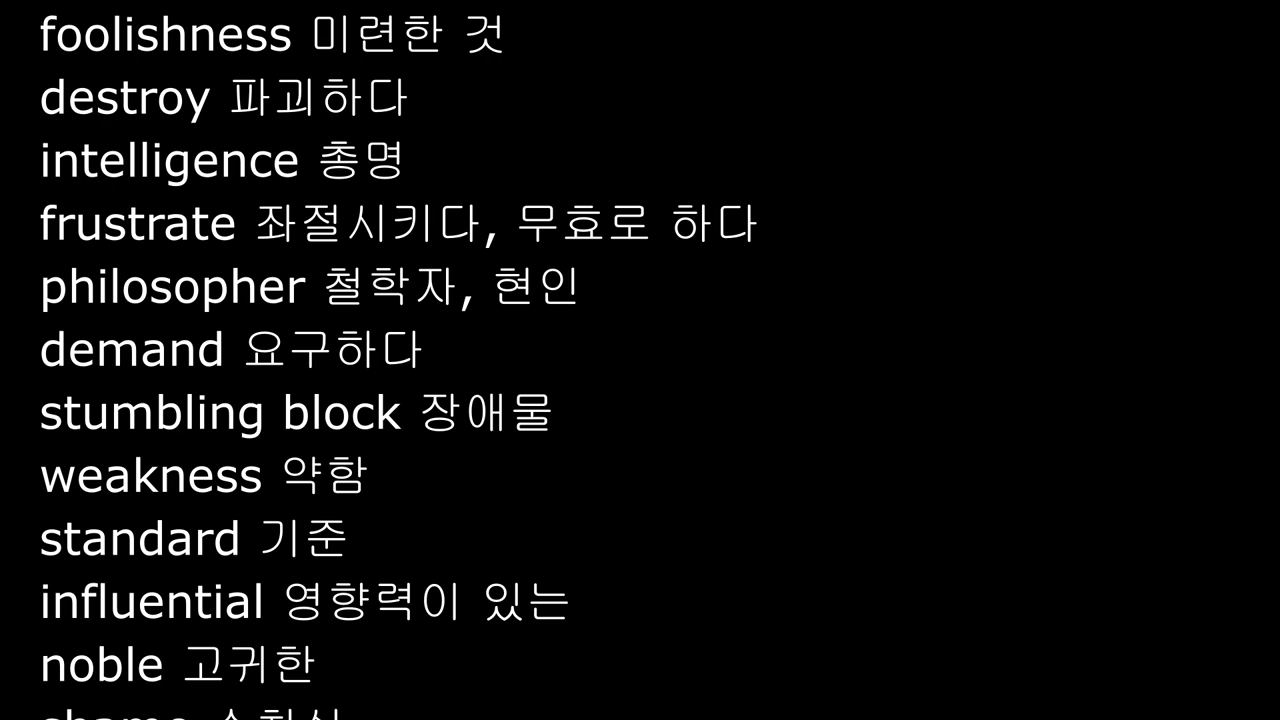 foolishness 미련한 것
destroy 파괴하다
intelligence 총명
frustrate 좌절시키다, 무효로 하다
philosopher 철학자, 현인
demand 요구하다
stumbling block 장애물
weakness 약함
standard 기준
influential 영향력이 있는
noble 고귀한